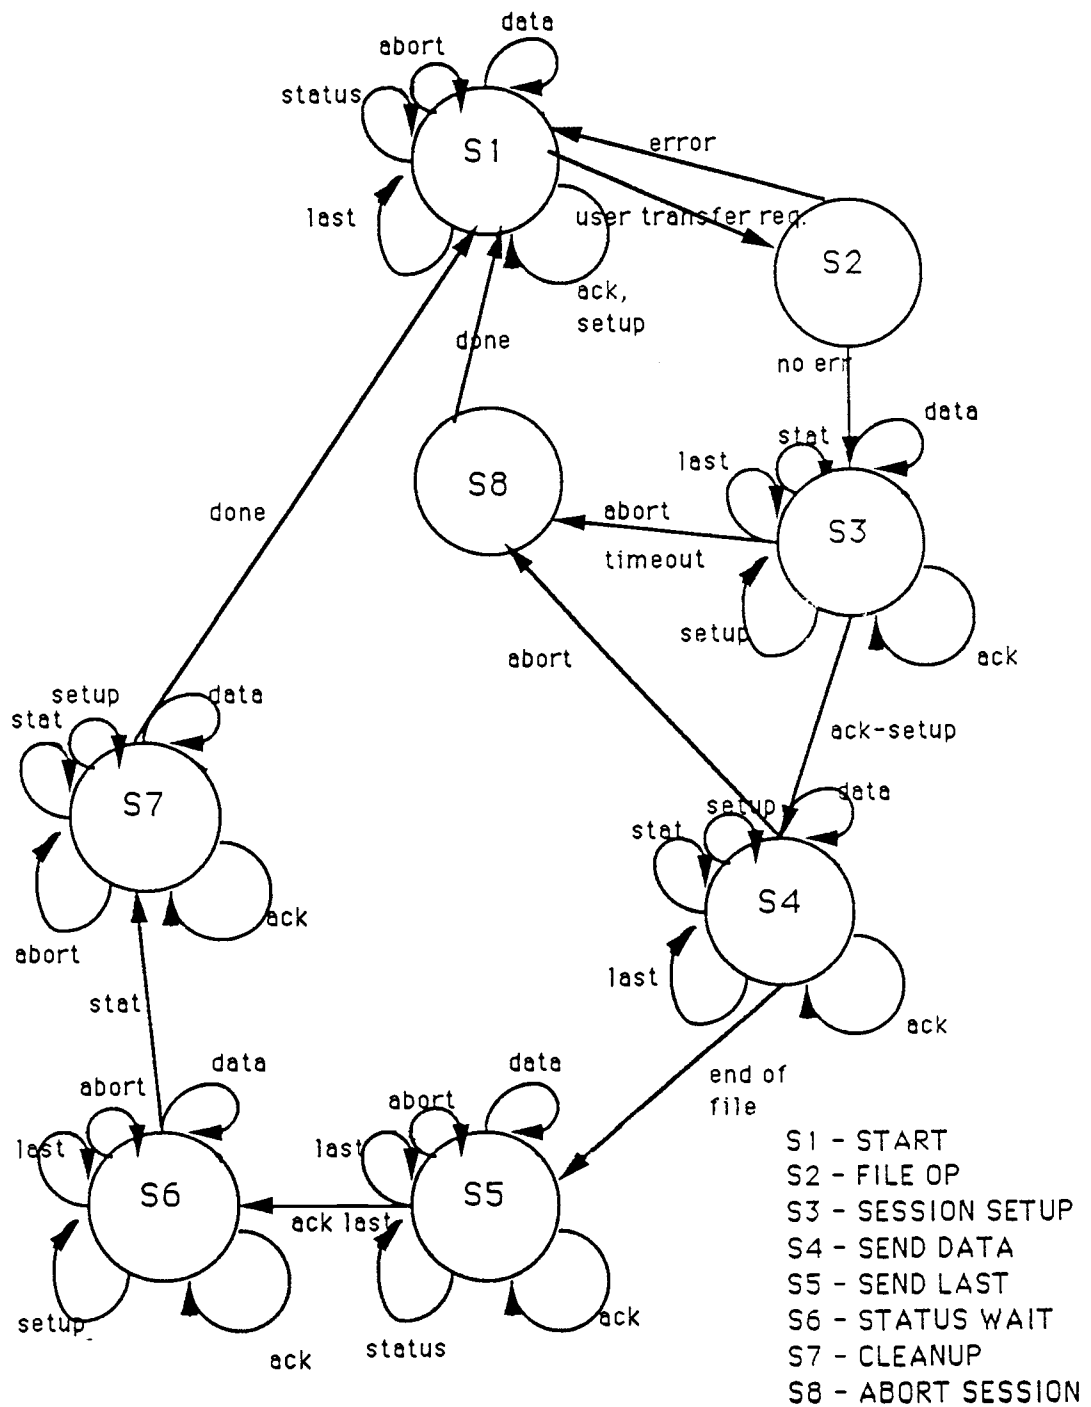 data
abort
status
S1
error
last
user transfer req.
S2
ack,
setup
done
no err
data
stat
last
S8
abort
S3
done
timeout
setup
abort
ack
setup
data
stat
ack-setup
S7
setup
data
stat
S4
ack
abort
last
stat
ack
data
data
end of
file
abort
abort
last
last
S6
S5
ack last
setup
status
ack
ack
S1 - START
S2 - FILE OP
S3 - SESSION SETUP
S4 - SEND DATA
S5 - SEND LAST
S6 - STATUS WAIT
S7 - CLEANUP
S8 - ABORT SESSION